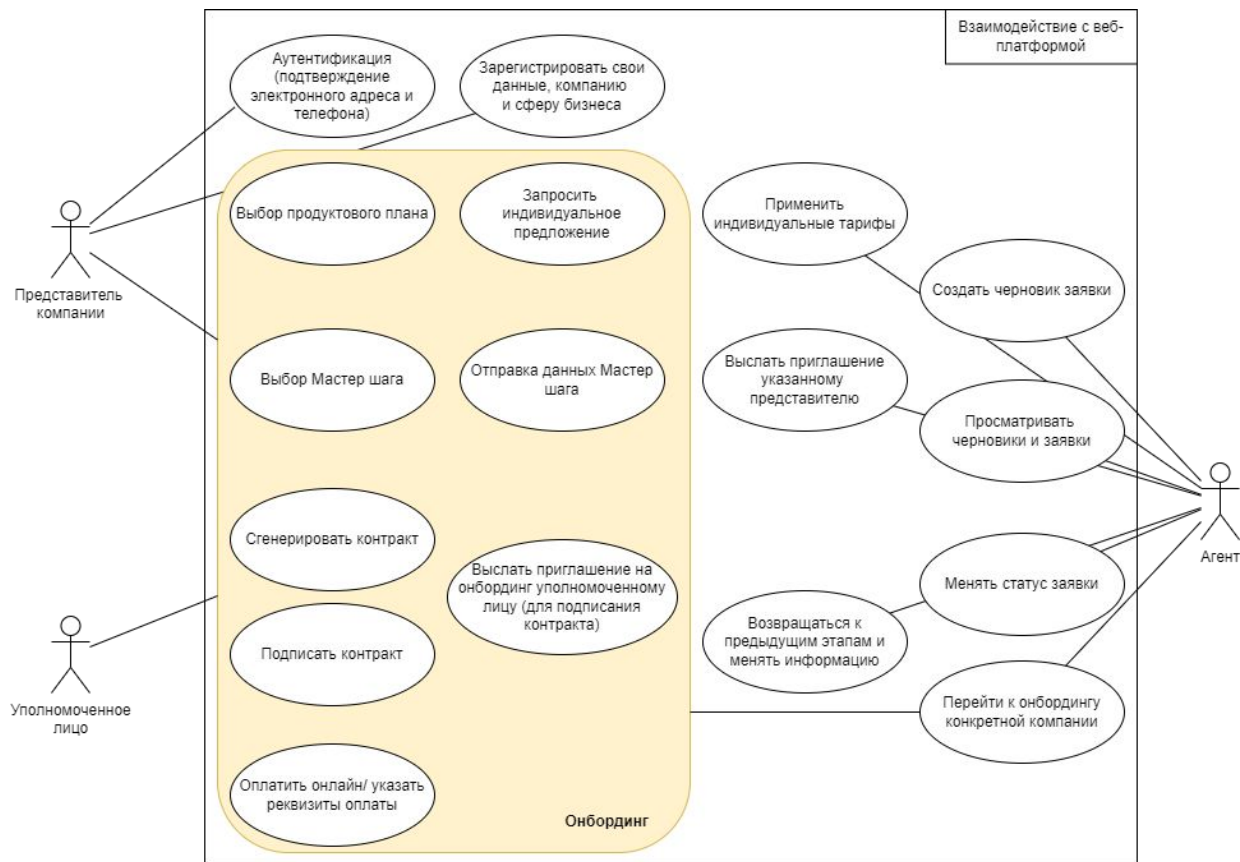 Взаимодействие с веб-
платформой
Аутентификация
(подтверждение
электронного адреса и
телефона)
Зарегистрировать свои
данные, компанию
и сферу бизнеса
Выбор продуктового плана
Запросить
индивидуальное
предложение
Применить
индивидуальные тарифы
Создать черновик заявки
Представитель
компании
Выбор Мастер шага
Отправка данных Мастер
шага
Выслать приглашение
указанному
представителю
Просматривать
черновики и заявки
Агент
Сгенерировать контракт
Выслать приглашение на
онбординг уполномоченному
лицу (для подписания
контракта)
Менять статус заявки
Подписать контракт
Возвращаться к
предыдущим этапам и
менять информацию
Уполномоченное
лицо
Перейти к онбордингу
конкретной компании
Оплатить онлайн/ указать
реквизиты оплаты
Онбординг